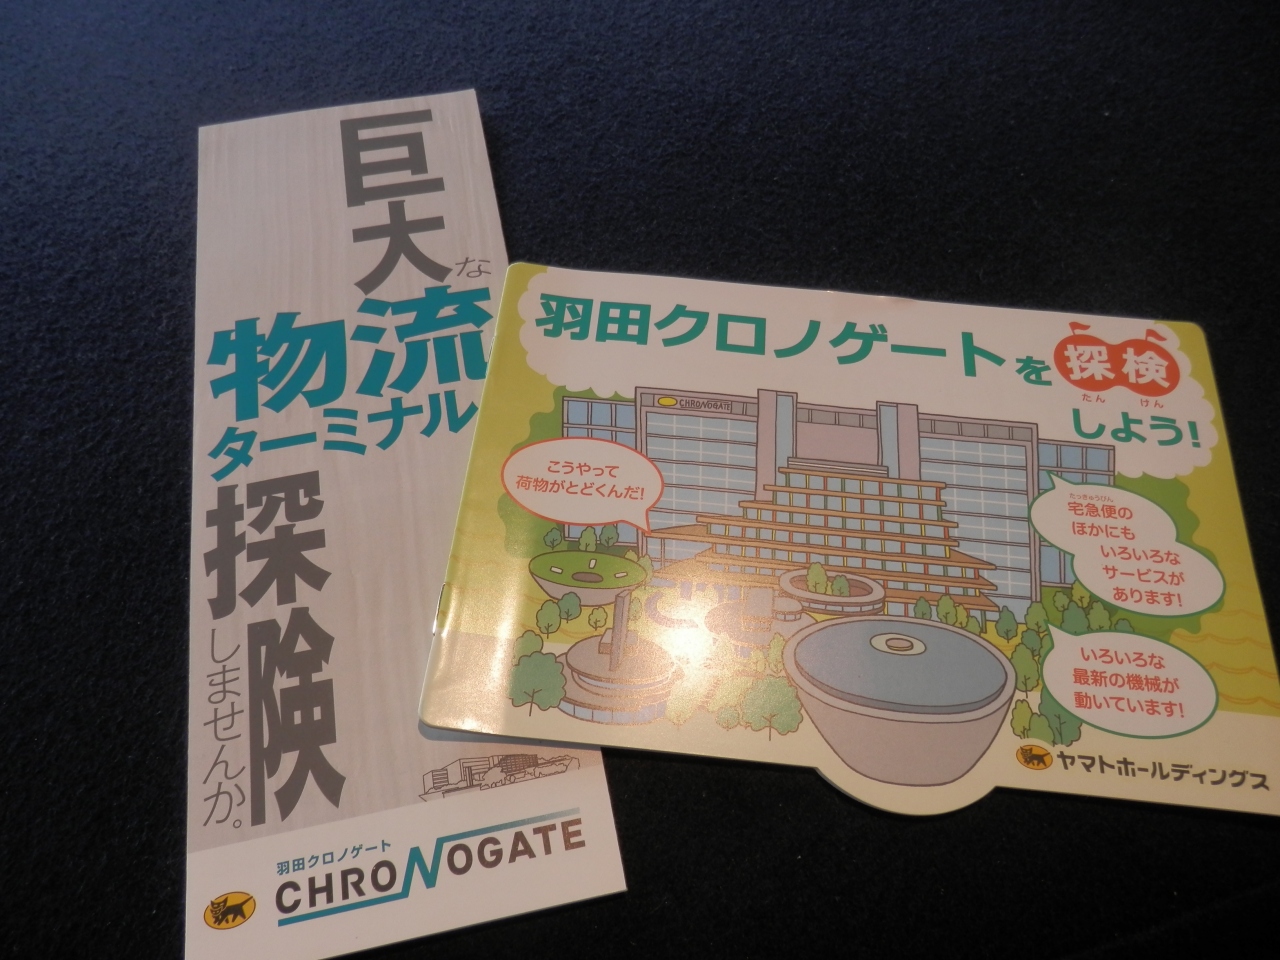 巨大な
物流
ターミナル
探険
しませんか。
羽田クロノゲート
CHRONOGATE
羽田クロノゲートを
探検
たんけん
しよう!
CHRONOGATE
こうやって
荷物がとどくんだ!
たっきゅうびん
宅急便の
ほかにも
いろいろな
サービスが
あります!
いろいろな
最新の機械が
動いています!
ヤマトホールディングス